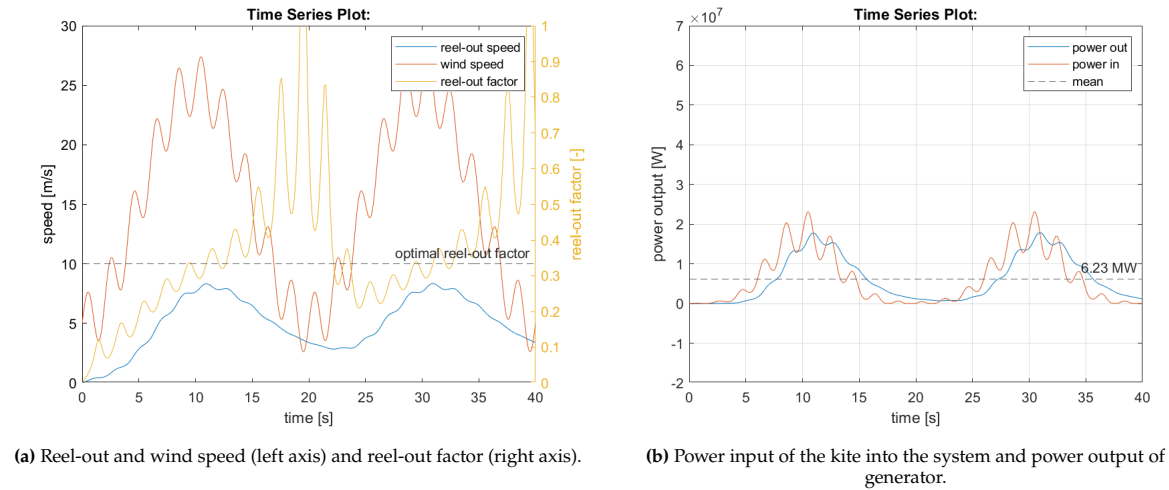 Time Series Plot:
30
25
20
15
10
5
0
speed [m/s]
reel-out speed
wind speed
reel-out factor
optimal reel-out factor
1
0.9
0.8
0.7
0.6
0.5
0.4
0.3
0.2
0.1
0
reel-out factor [-]
0 5 10 15 20 25 30 35 40
time [s]
(a) Reel-out and wind speed (left axis) and reel-out factor (right axis).
Time Series Plot:
×10⁷
7
6
5
4
3
2
1
0
-1
-2
power output [W]
power out
power in
mean
6.23 MW
0 5 10 15 20 25 30 35 40
time [s]
(b) Power input of the kite into the system and power output of
generator.